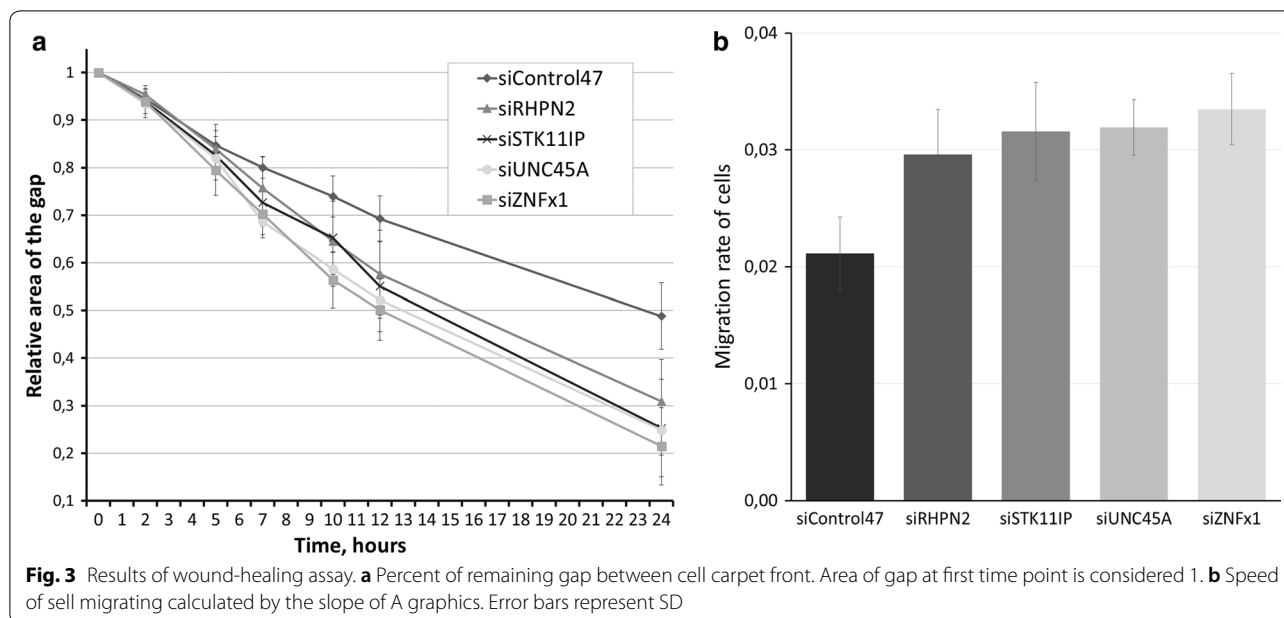 a
1
0,9
0,8
0,7
0,6
0,5
0,4
0,3
0,2
0,1
Relative area of the gap
siControl47
siRHPN2
siSTK11IP
siUNC45A
siZNFx1
0 1 2 3 4 5 6 7 8 9 10 11 12 13 14 15 16 17 18 19 20 21 22 23 24
Time, hours
b
0,04
0,03
0,02
0,01
0,00
Migration rate of cells
siControl47 siRHPN2 siSTK11IP siUNC45A siZNFx1
Fig. 3 Results of wound-healing assay. a Percent of remaining gap between cell carpet front. Area of gap at first time point is considered 1. b Speed
of sell migrating calculated by the slope of A graphics. Error bars represent SD